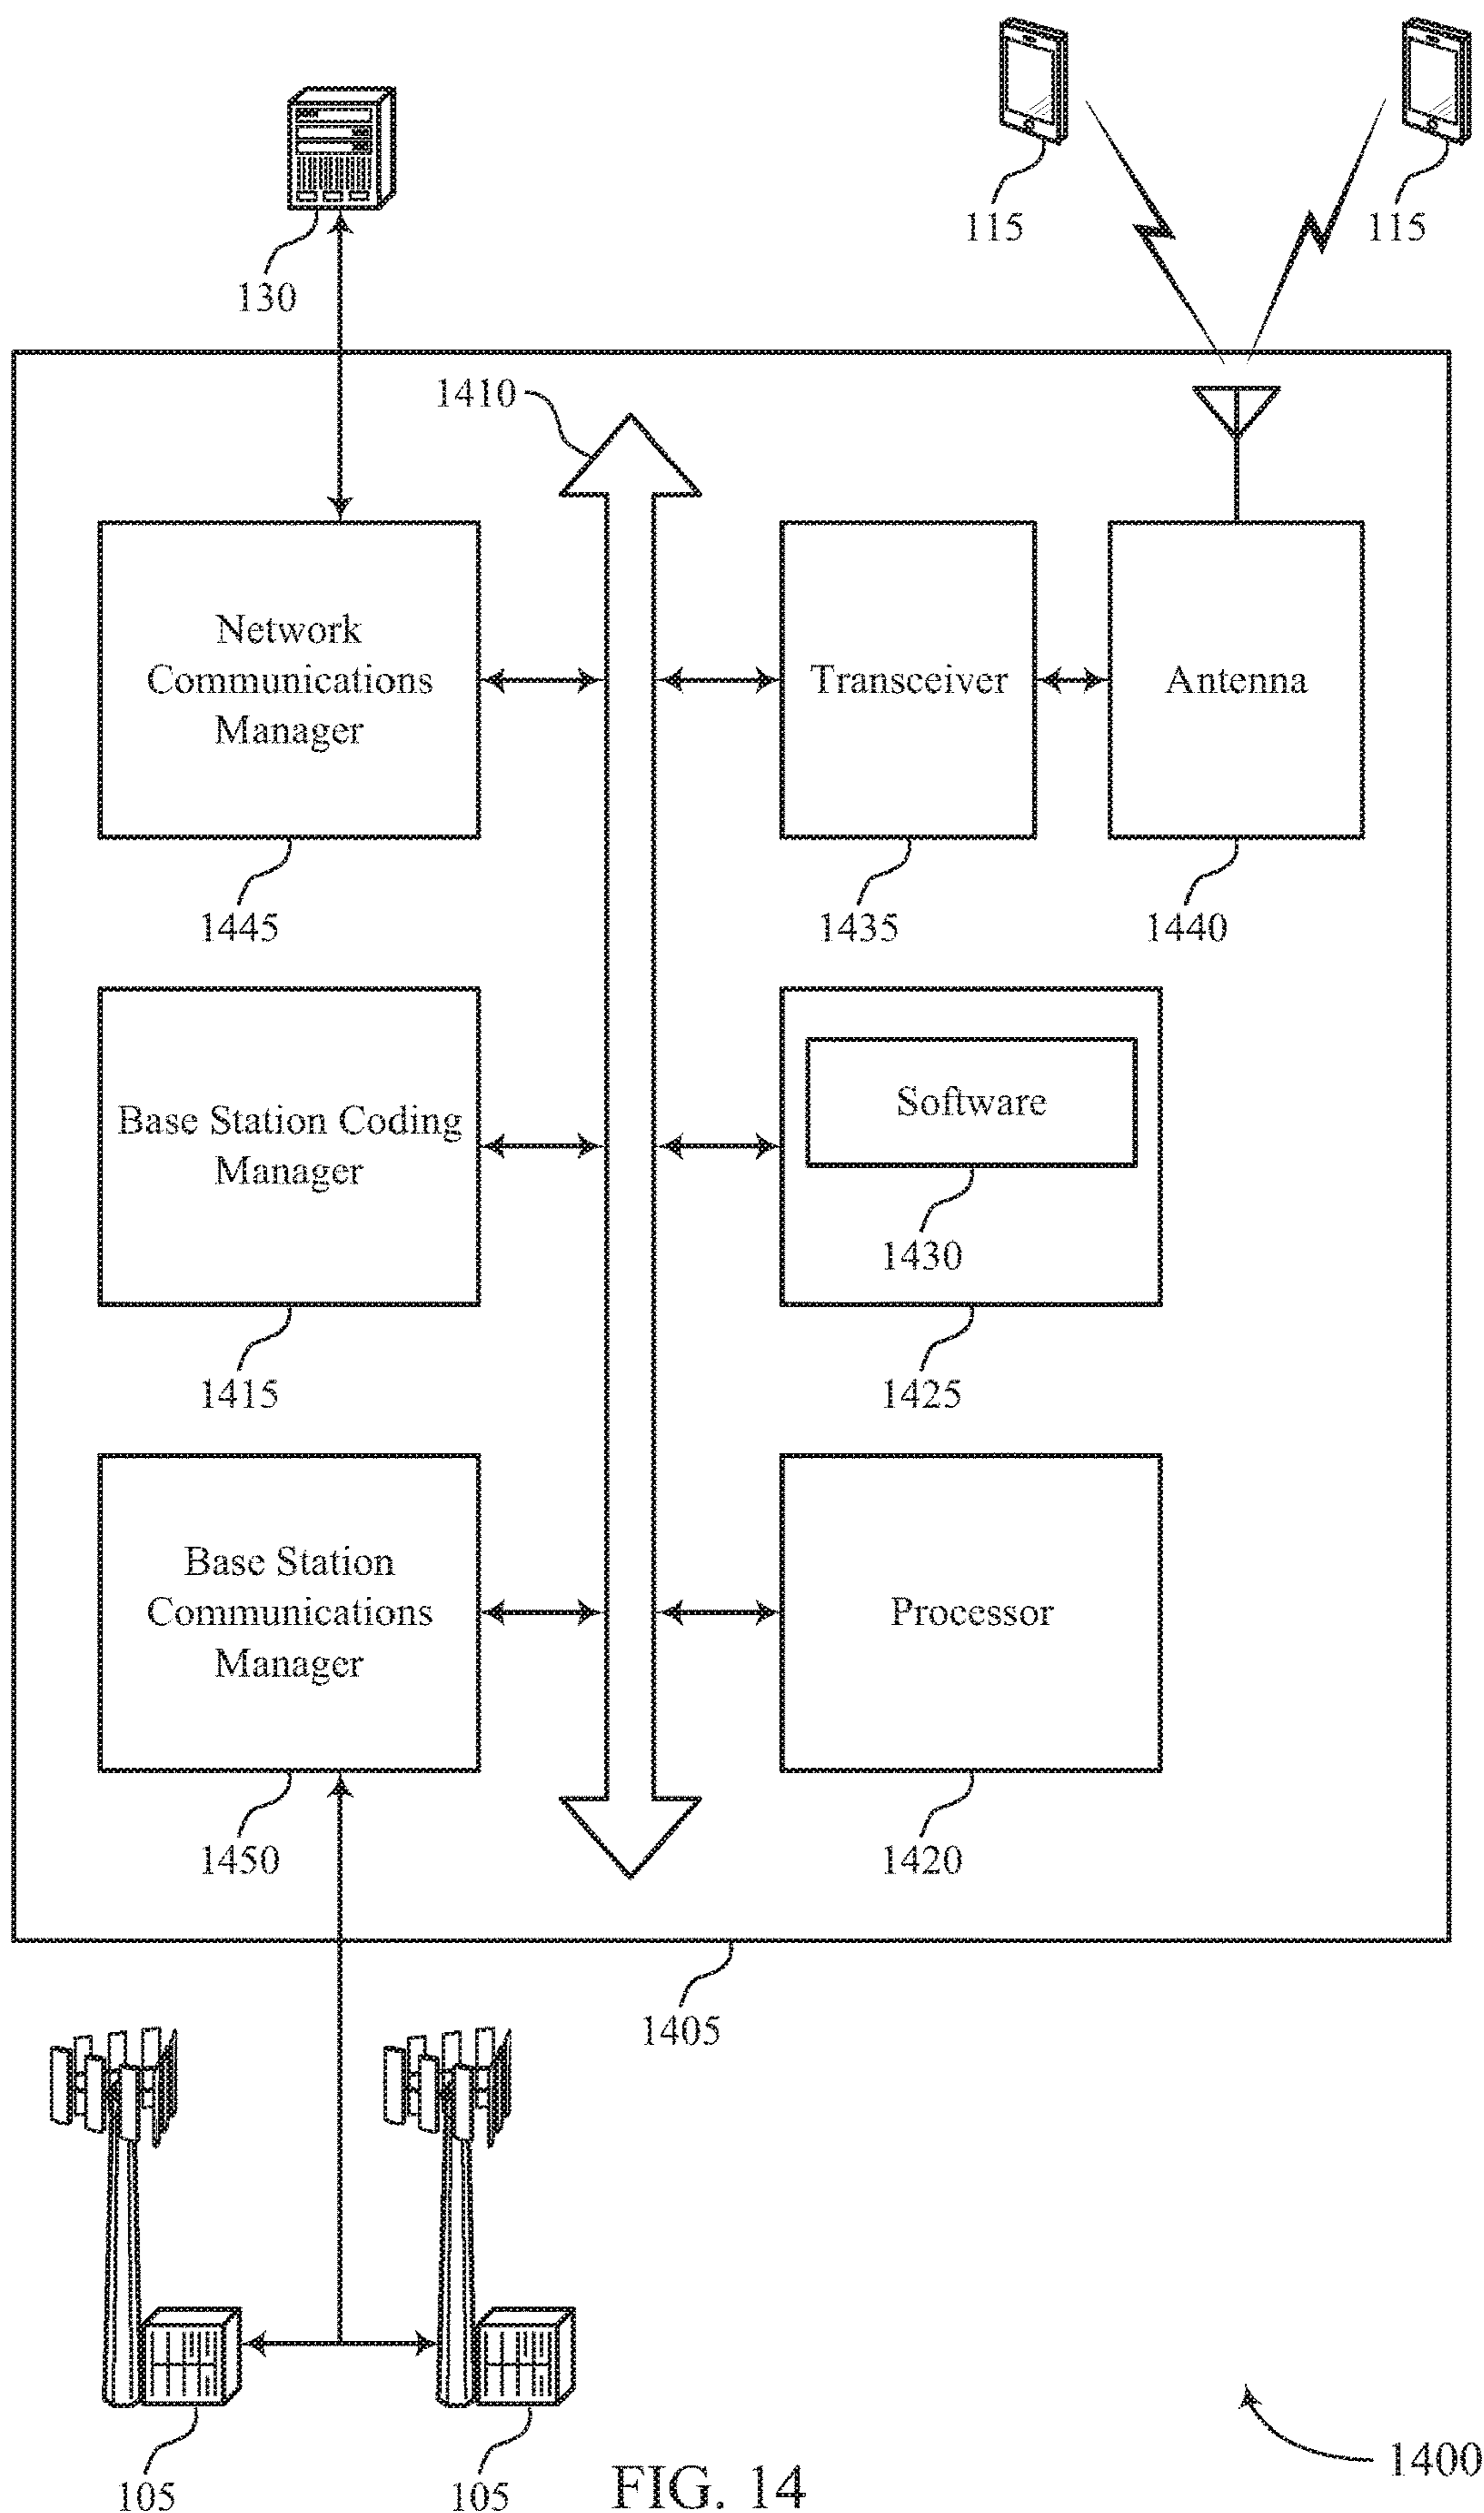 115
115
130
1410
Network
Communications
Manager
Transceiver
Antenna
1445
1435
1440
Base Station Coding
Manager
Software
1430
1415
1425
Base Station
Communications
Manager
Processor
1450
1420
1405
105
105
FIG. 14
1400